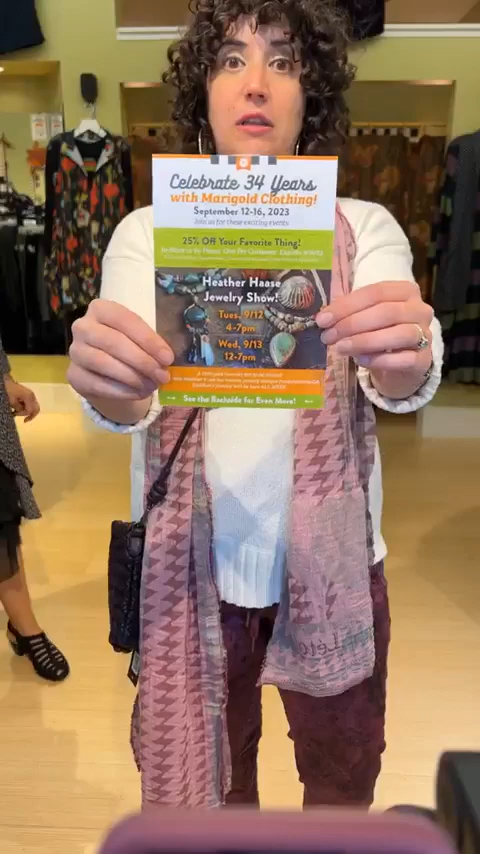 Celebrate 34 Years
with Marigold Clothing!
September 12-16, 2023
Join us for these exciting events:
25% Off Your Favorite Thing!
Heather Haase
Jewelry Show!
Tues. 9/12
4-7pm
Wed, 9/13
12-7pm
See the Backside for Even More!